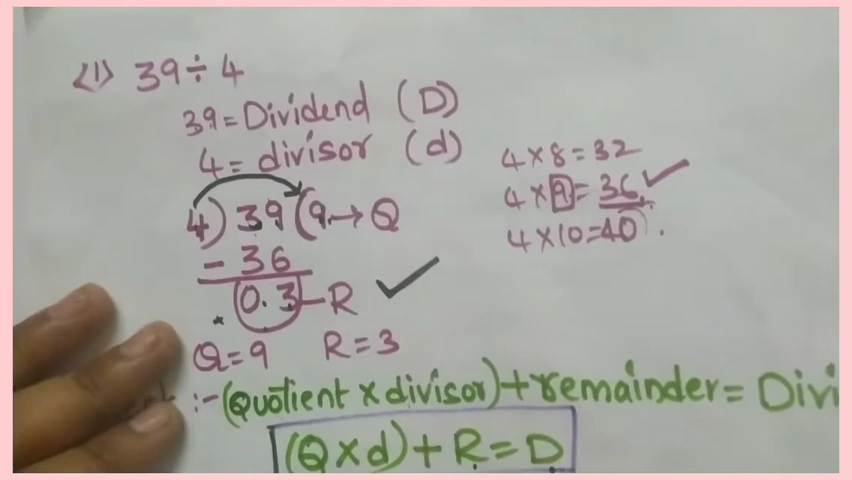 <1> 39 ÷ 4
39 = Dividend (D)
4 = divisor (d)
4) 39 (9 → Q
- 36
0.3 - R
Q = 9 R = 3
4 × 8 = 32
4 × 9 = 36
4 × 10 = 40
:- (Quotient × divisor) + remainder = Divi
(Q × d) + R = D